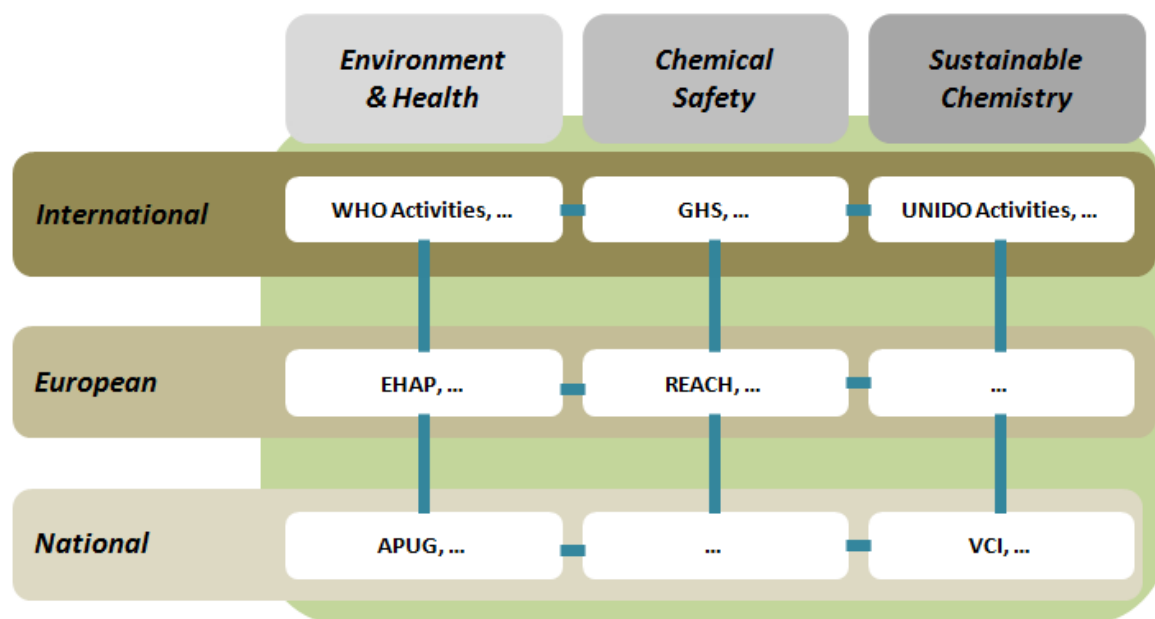 Environment
& Health
Chemical
Safety
Sustainable
Chemistry
International
WHO Activities, ...
GHS, ...
UNIDO Activities, ...
European
EHAP, ...
REACH, ...
...
National
APUG, ...
...
VCI, ...